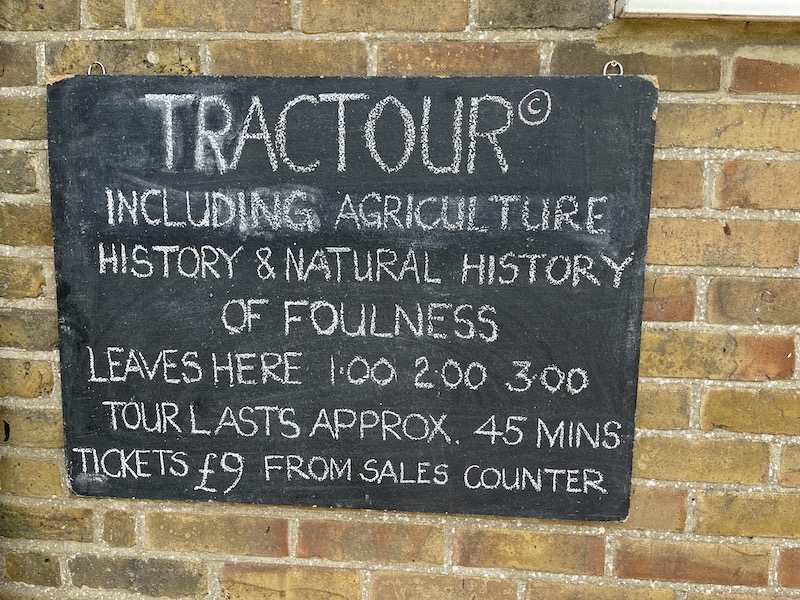 TRACTOUR©
INCLUDING AGRICULTURE
HISTORY & NATURAL HISTORY
OF FOULNESS
LEAVES HERE 1·00 2·00 3·00
TOUR LASTS APPROX. 45 MINS
TICKETS £9 FROM SALES COUNTER